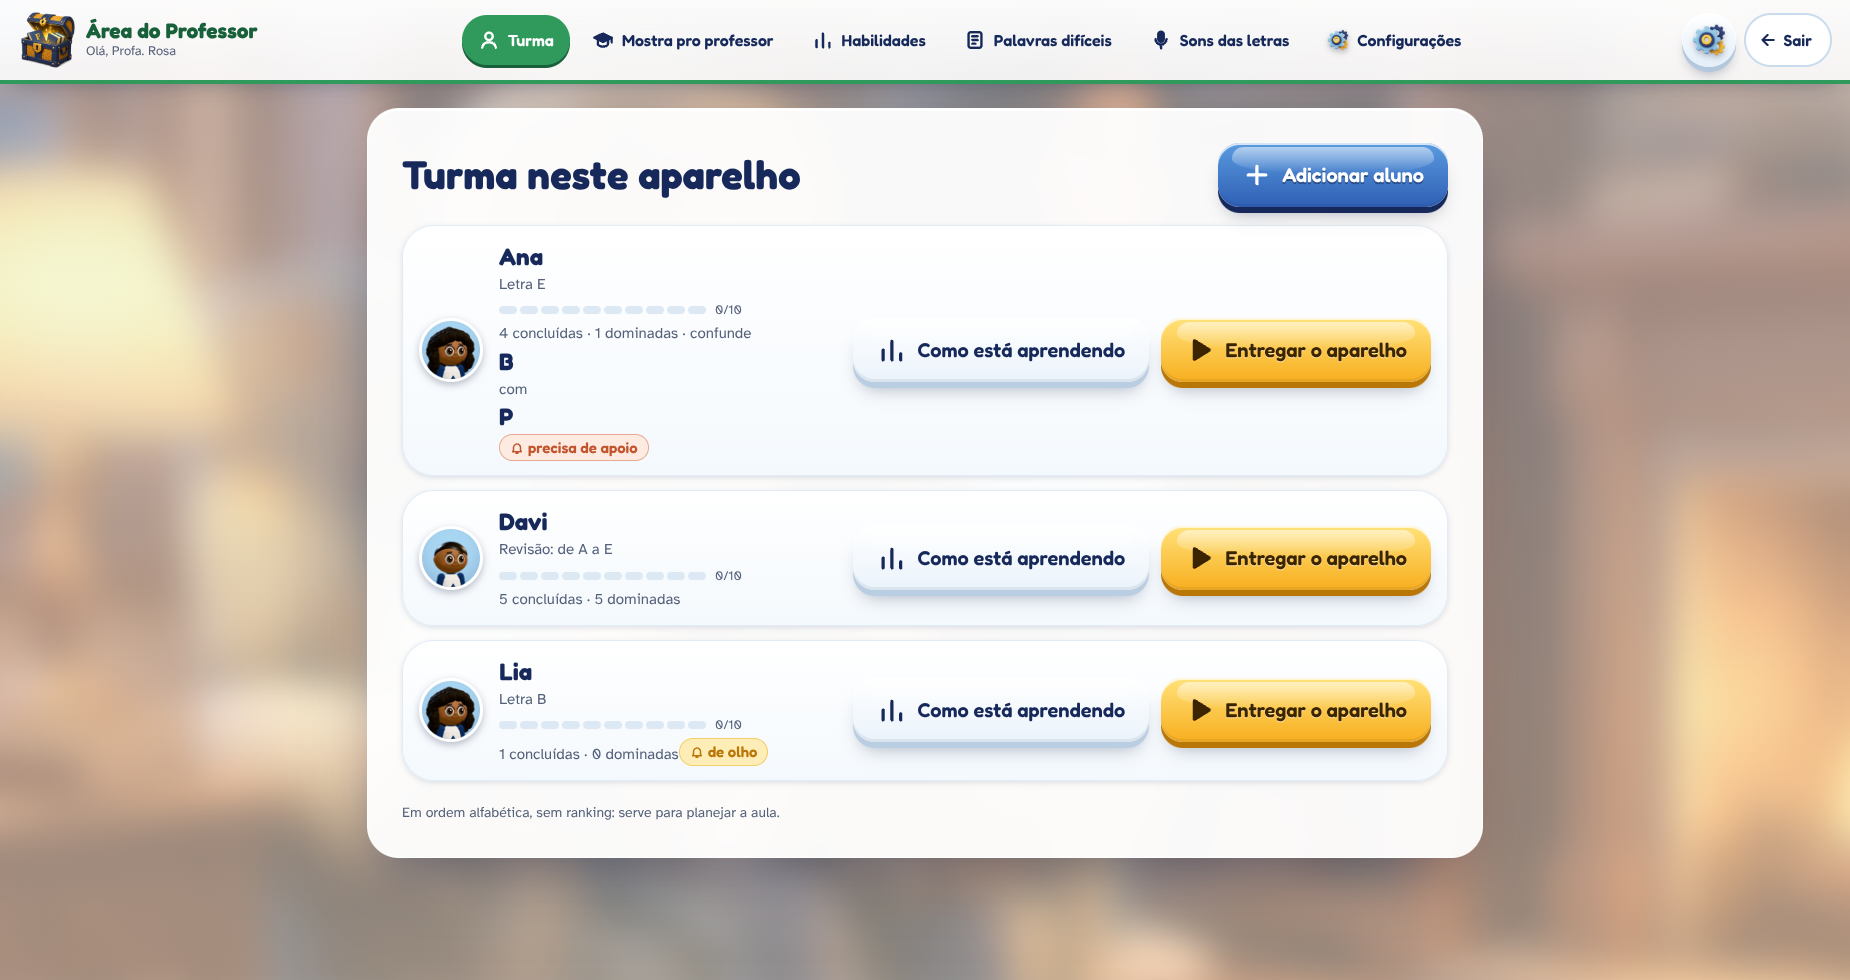 Área do Professor
Olá, Profa. Rosa
Turma
Mostra pro professor
Habilidades
Palavras difíceis
Sons das letras
Configurações
Sair
Turma neste aparelho
Adicionar aluno
Ana
Letra E
0/10
4 concluídas · 1 dominadas · confunde
B
com
P
precisa de apoio
Como está aprendendo
Entregar o aparelho
Davi
Revisão: de A a E
0/10
5 concluídas · 5 dominadas
Como está aprendendo
Entregar o aparelho
Lia
Letra B
0/10
1 concluídas · 0 dominadas
de olho
Como está aprendendo
Entregar o aparelho
Em ordem alfabética, sem ranking: serve para planejar a aula.